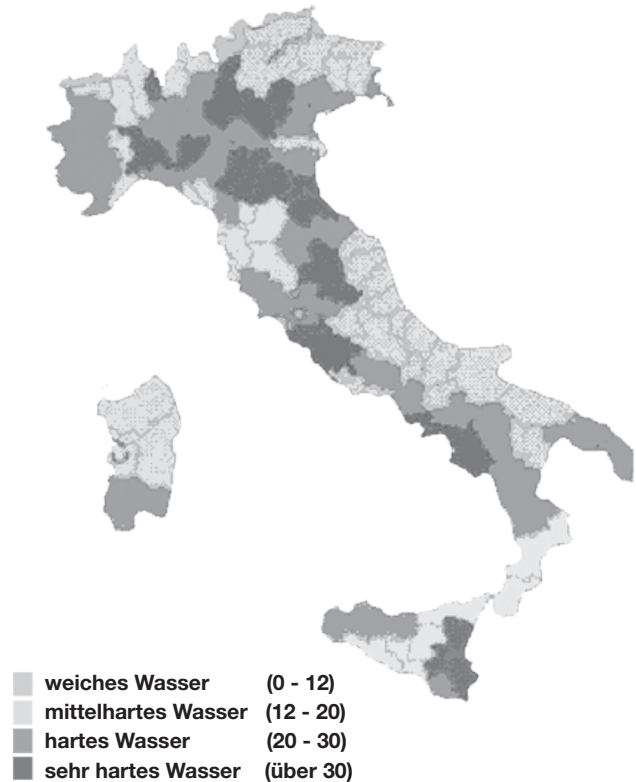 weiches Wasser (0 - 12)
mittelhartes Wasser (12 - 20)
hartes Wasser (20 - 30)
sehr hartes Wasser (über 30)